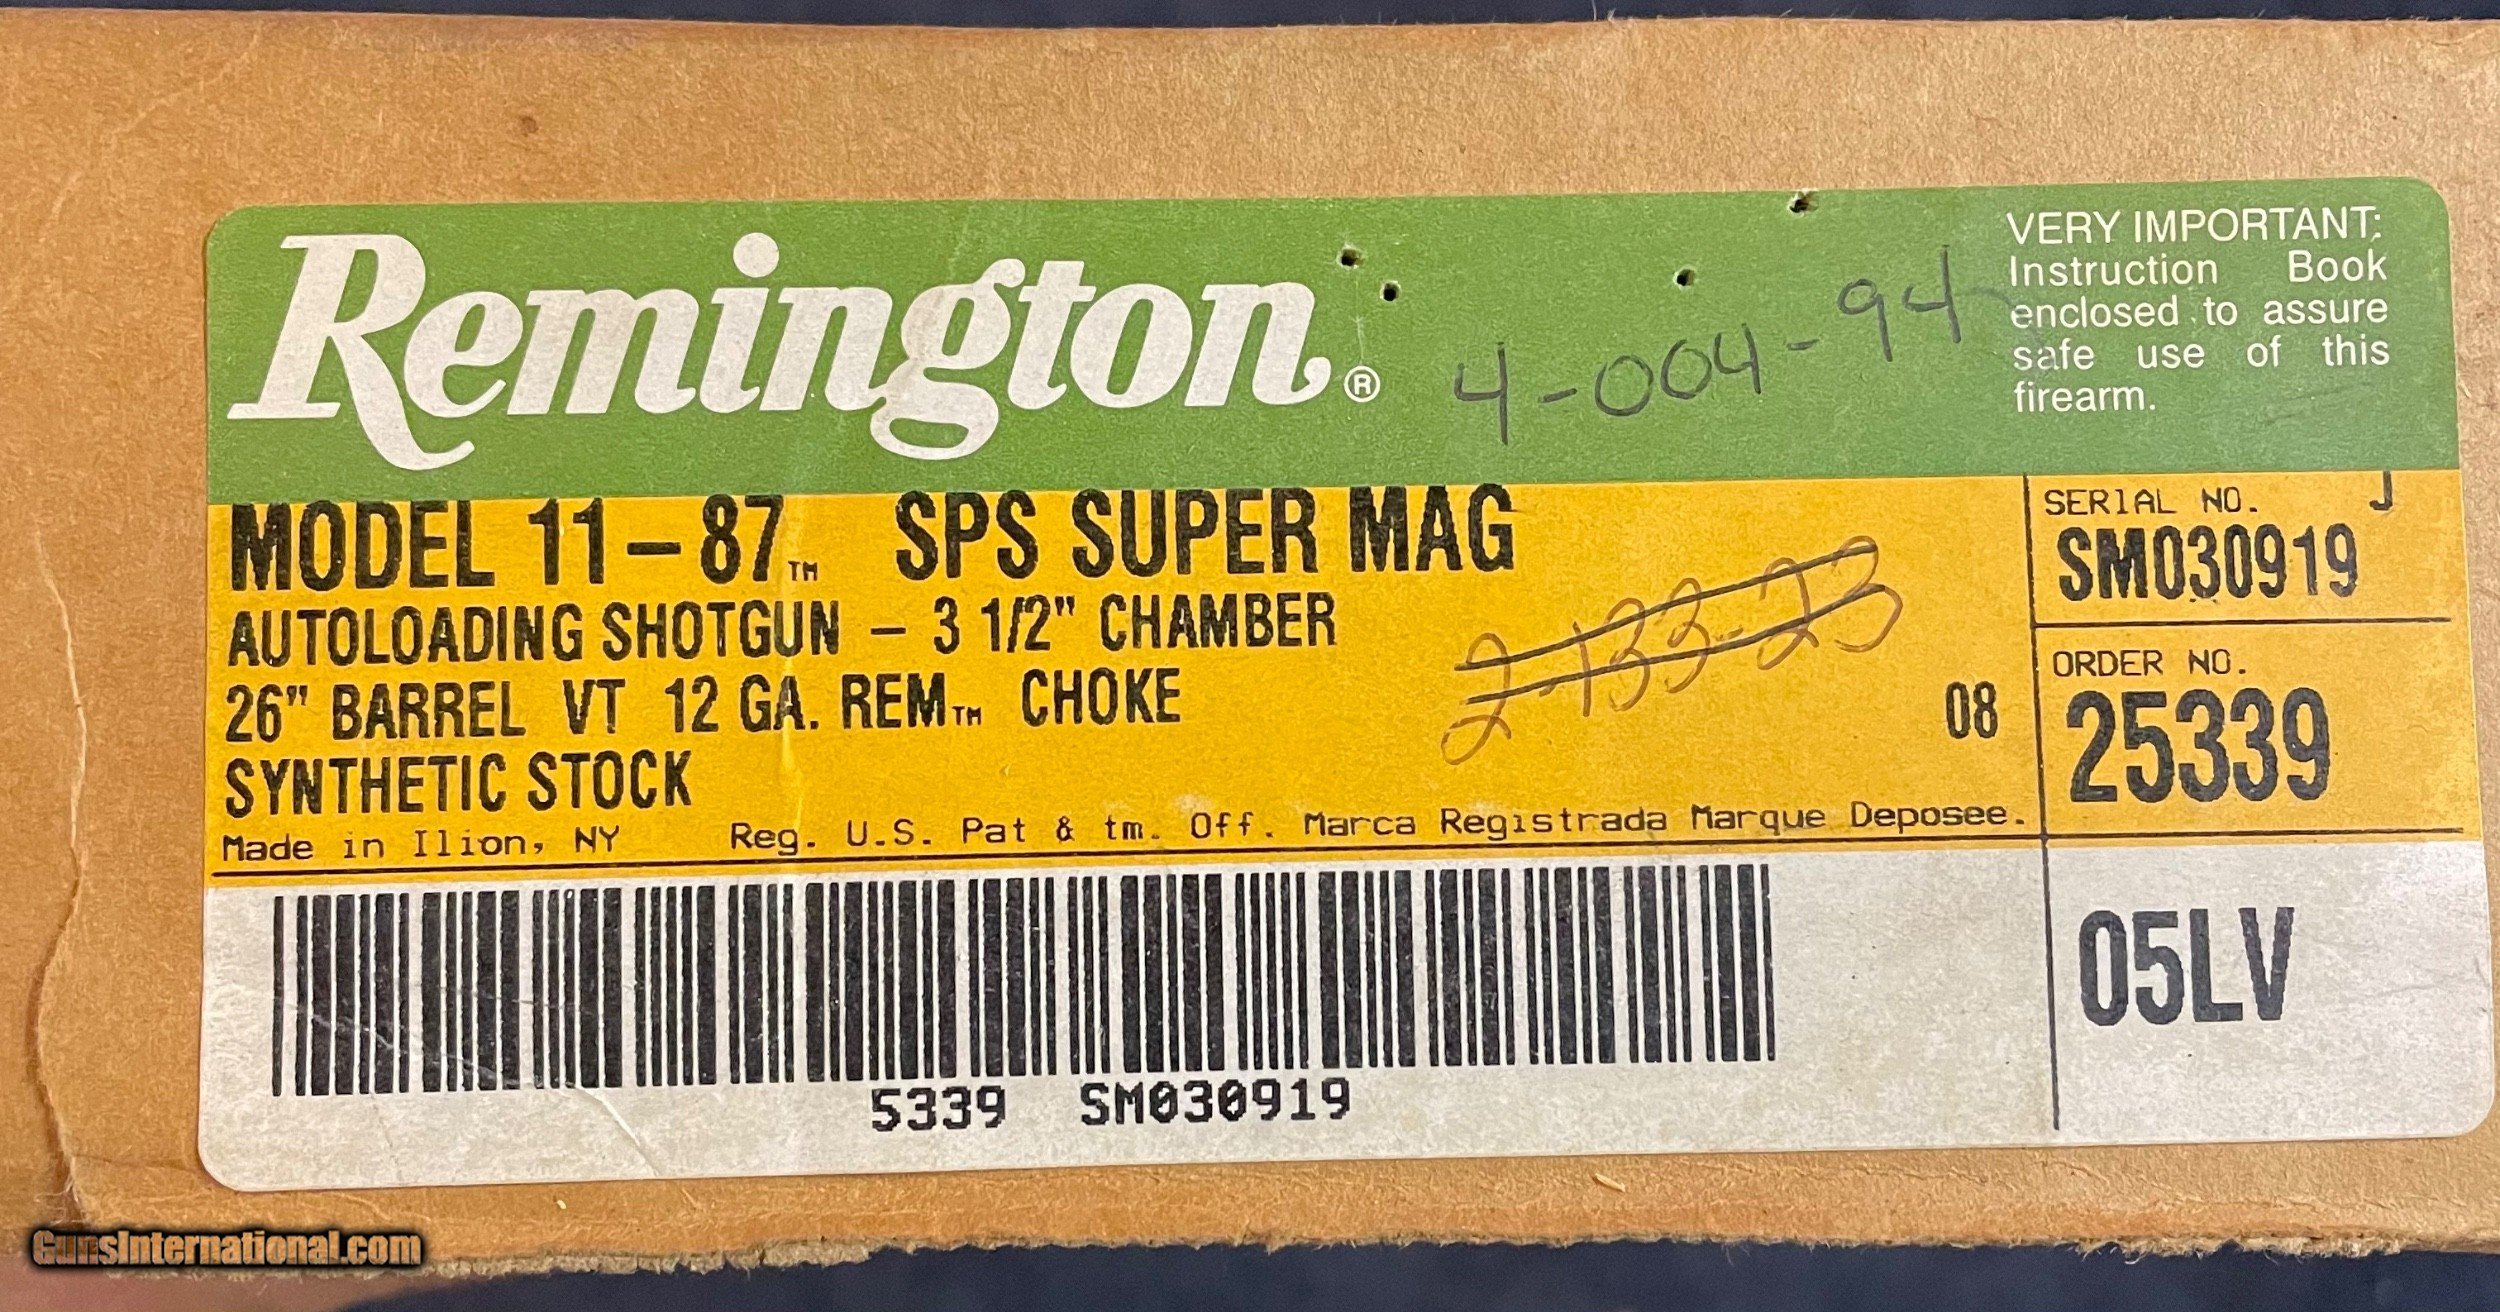 Remington®
4-004-94
VERY IMPORTANT:
Instruction Book
enclosed to assure
safe use of this
firearm.
MODEL 11-87™ SPS SUPER MAG
AUTOLOADING SHOTGUN - 3 1/2" CHAMBER
26" BARREL VT 12 GA. REM™ CHOKE
SYNTHETIC STOCK
2-133-23
08
Made in Ilion, NY Reg. U.S. Pat & tm. Off. Marca Registrada Marque Deposee.
SERIAL NO. J
SM030919
ORDER NO.
25339
05LV
5339 SM030919
GunsInternational.com